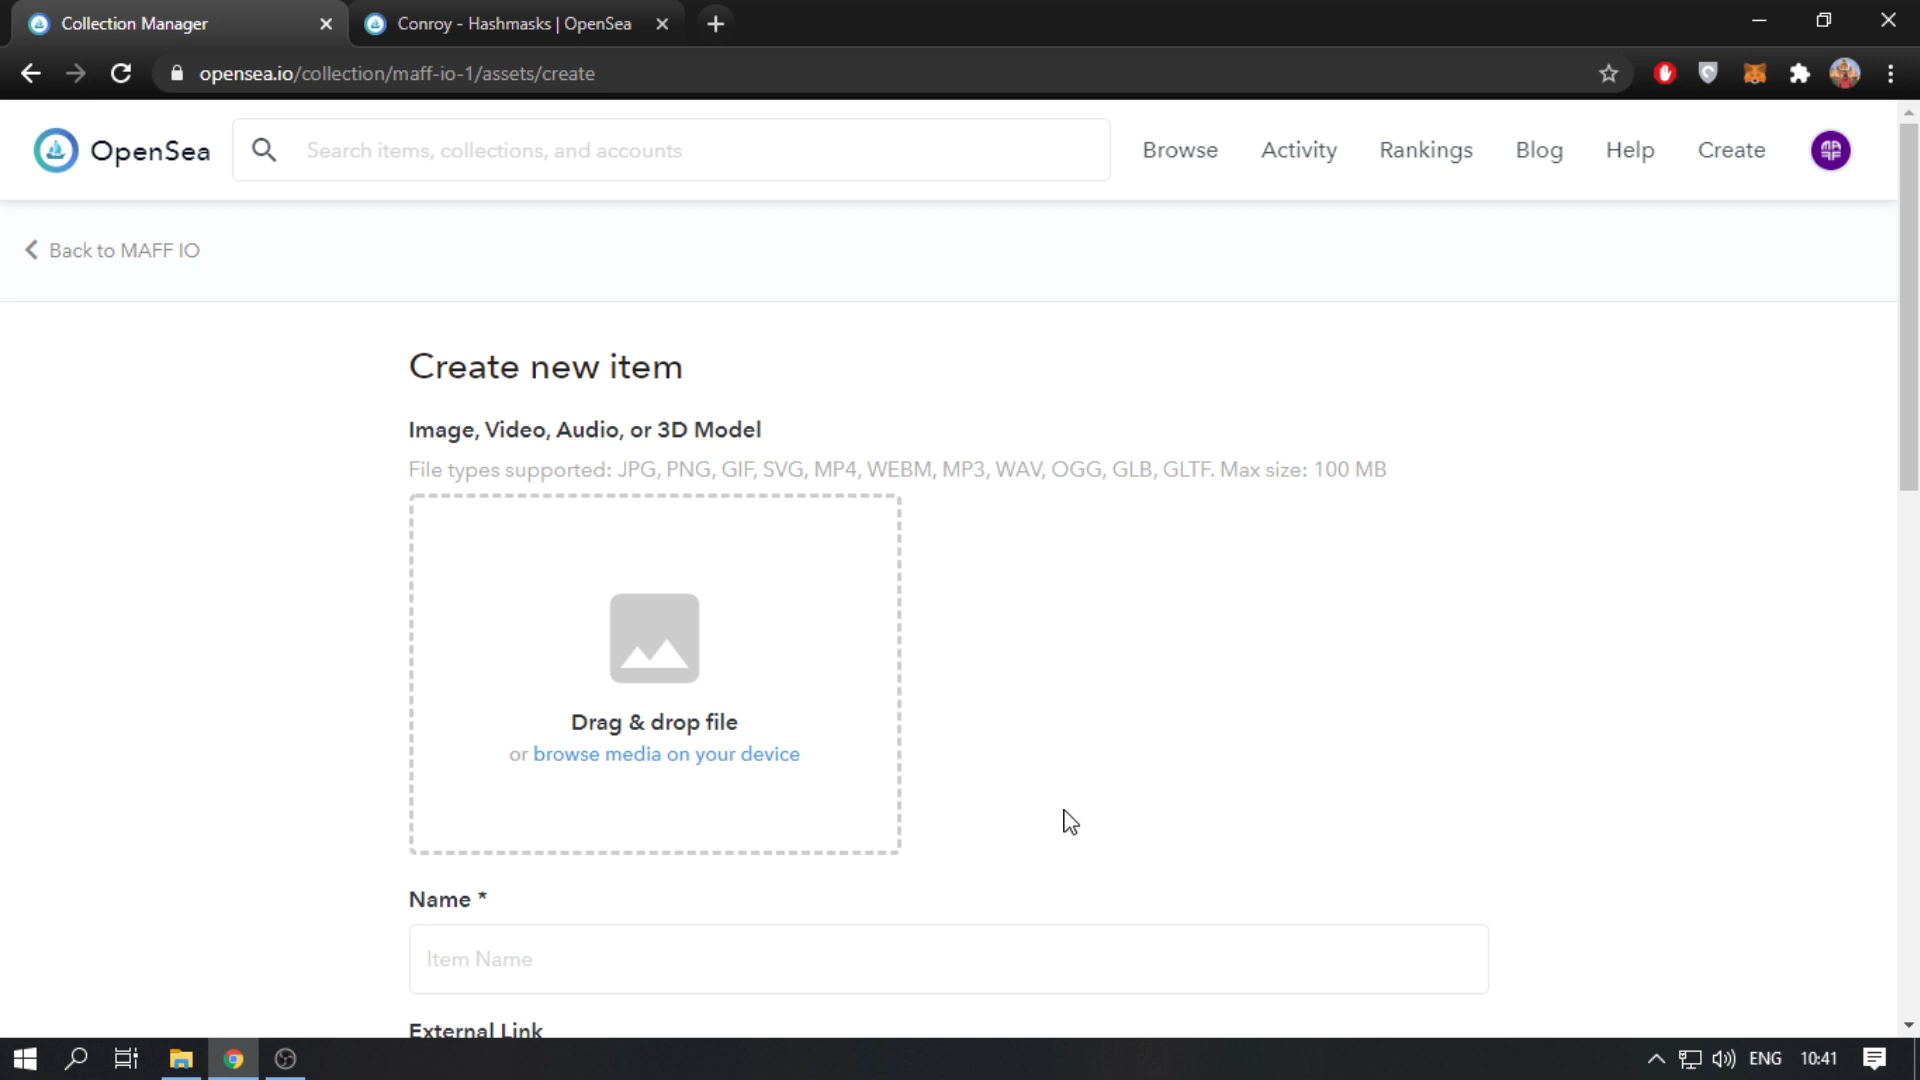 Collection Manager
Conroy - Hashmasks | OpenSea
opensea.io/collection/maff-io-1/assets/create
OpenSea
Search items, collections, and accounts
Browse
Activity
Rankings
Blog
Help
Create
Back to MAFF IO
Create new item
Image, Video, Audio, or 3D Model
File types supported: JPG, PNG, GIF, SVG, MP4, WEBM, MP3, WAV, OGG, GLB, GLTF. Max size: 100 MB
Drag & drop file
or browse media on your device
Name *
Item Name
External Link
ENG
10:41